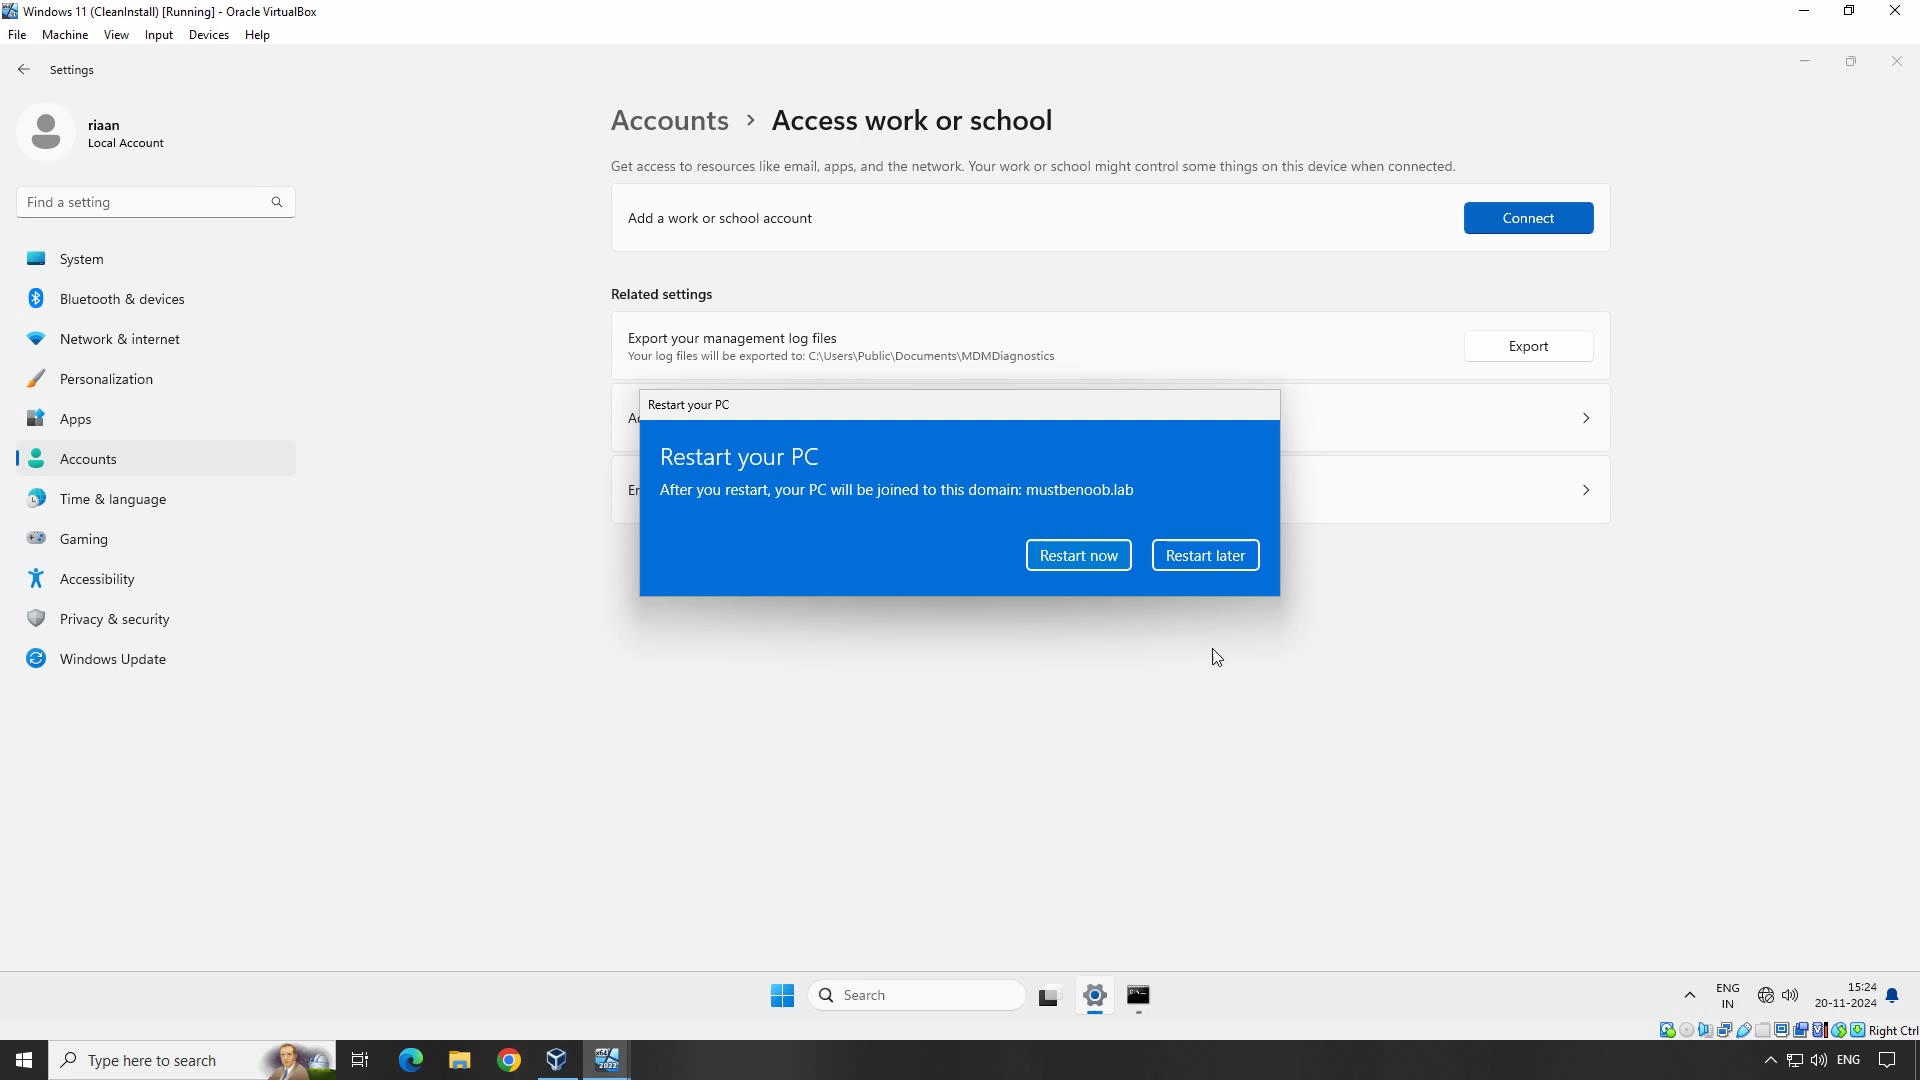 Windows 11 (CleanInstall) [Running] - Oracle VirtualBox
File Machine View Input Devices Help
Settings
riaan
Local Account
Find a setting
System
Bluetooth & devices
Network & internet
Personalization
Apps
Accounts
Time & language
Gaming
Accessibility
Privacy & security
Windows Update
Accounts > Access work or school
Get access to resources like email, apps, and the network. Your work or school might control some things on this device when connected.
Add a work or school account
Connect
Related settings
Export your management log files
Your log files will be exported to: C:\Users\Public\Documents\MDMDiagnostics
Export
Restart your PC
Restart your PC
After you restart, your PC will be joined to this domain: mustbenoob.lab
Restart now
Restart later
Search
ENG
IN
15:24
20-11-2024
Right Ctrl
Type here to search
ENG